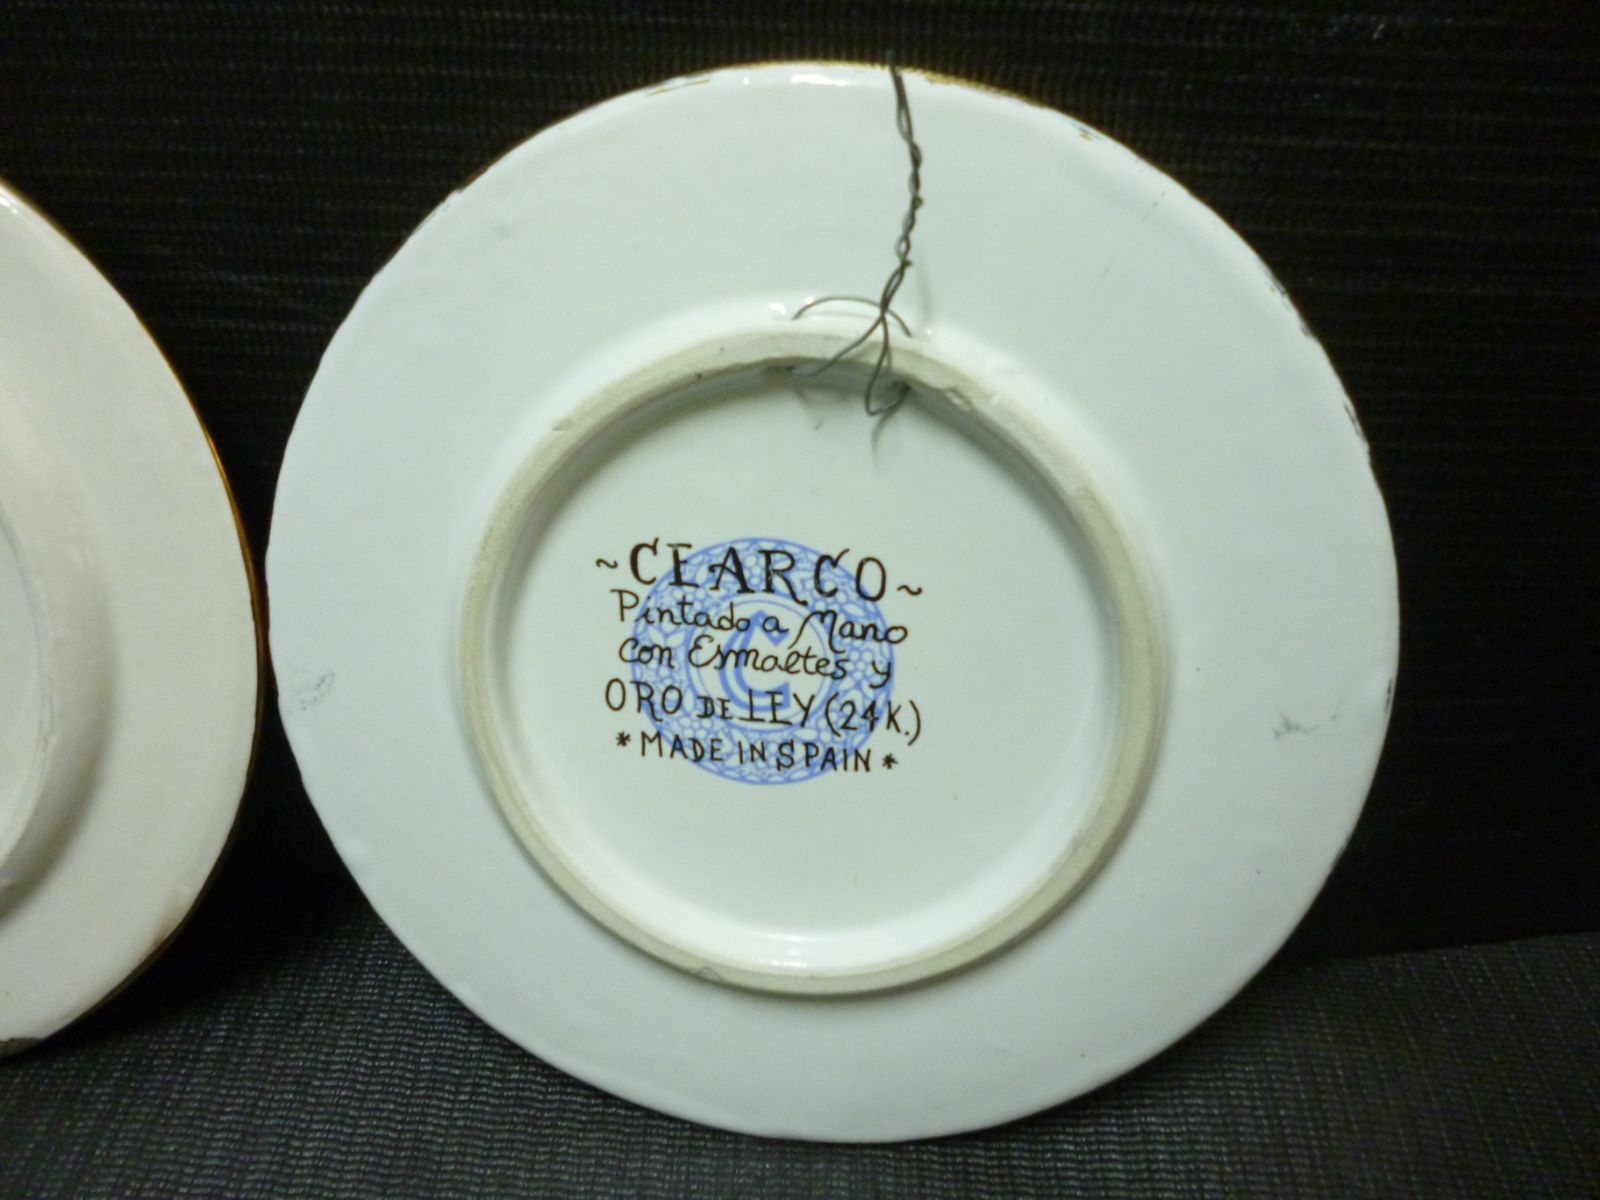 ~CEARCO~
Pintado a Mano
con Esmaltes y
ORO DE LEY (24K.)
*MADE IN SPAIN*
C